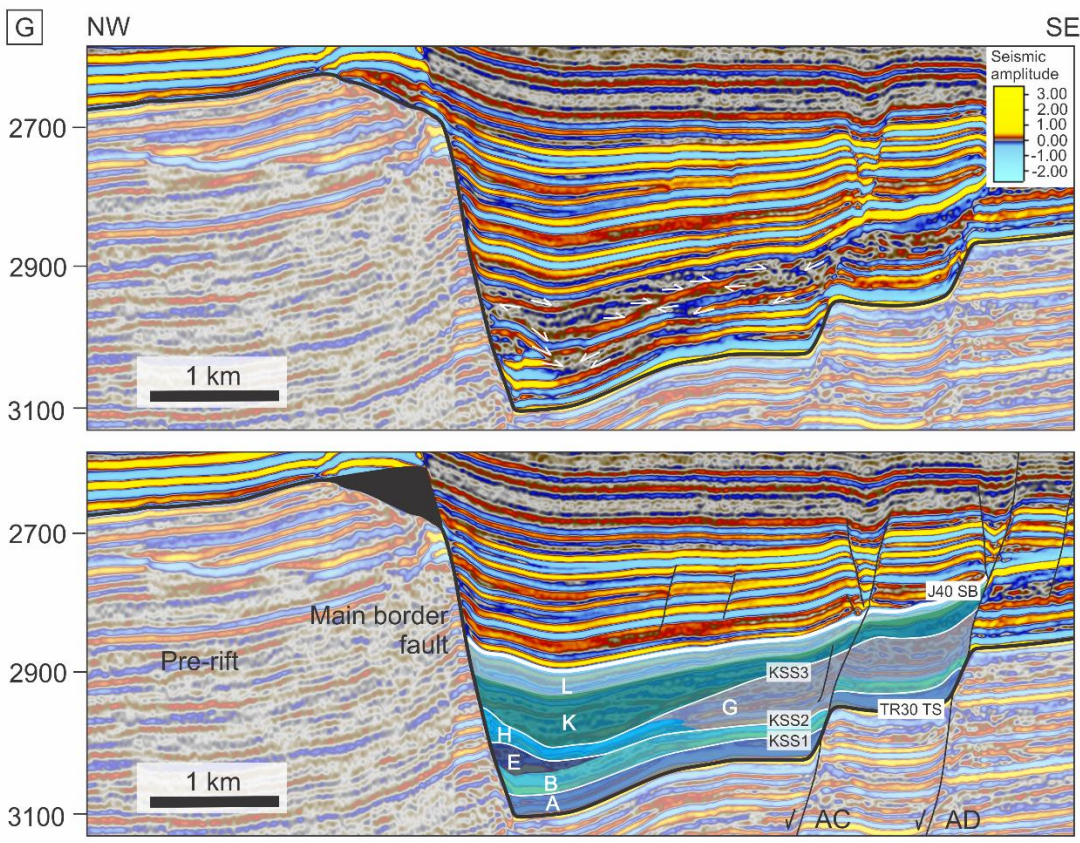 G
NW
SE
Seismic
amplitude
3.00
2.00
1.00
0.00
-1.00
-2.00
2700
2900
3100
1 km
2700
2900
3100
Main border
fault
Pre-rift
J40 SB
KSS3
TR30 TS
KSS2
KSS1
L
K
G
H
E
B
A
1 km
√ AC
√ AD